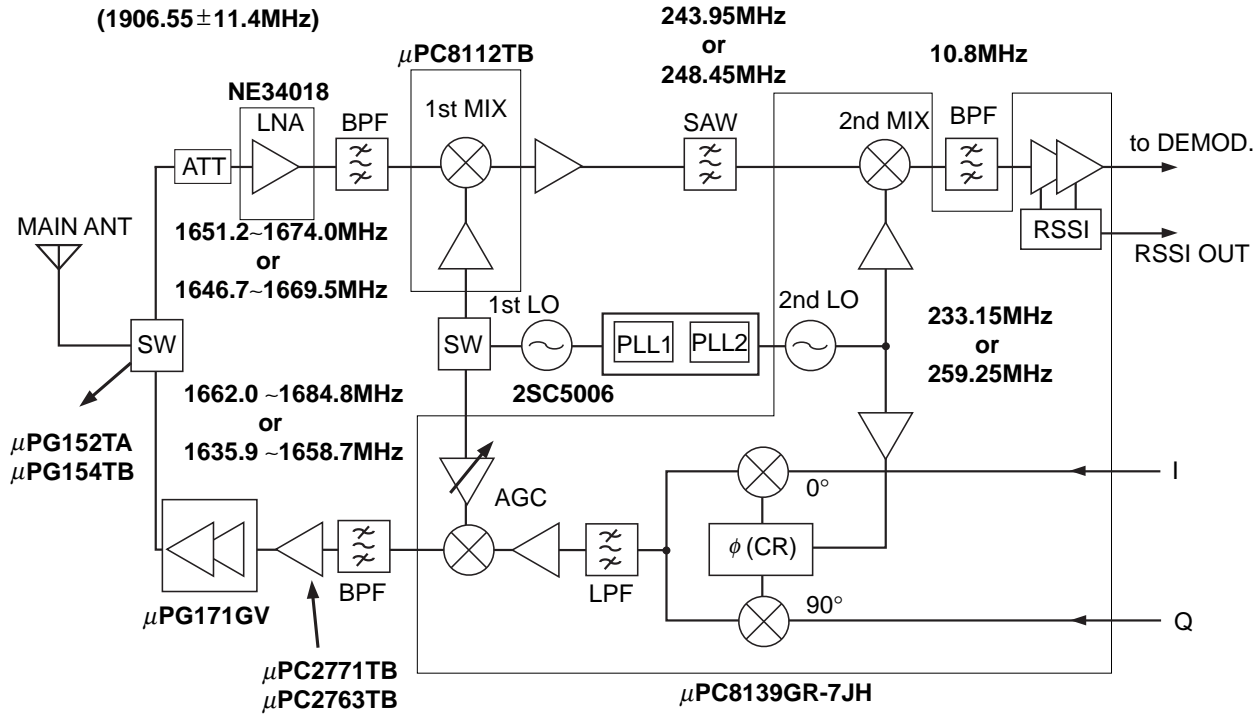 (1906.55±11.4MHz)
243.95MHz
or
248.45MHz
μPC8112TB
10.8MHz
NE34018
LNA
BPF
1st MIX
SAW
2nd MIX
BPF
ATT
to DEMOD.
MAIN ANT
1651.2~1674.0MHz
or
1646.7~1669.5MHz
RSSI
RSSI OUT
1st LO
2nd LO
233.15MHz
or
259.25MHz
SW
SW
PLL1
PLL2
2SC5006
1662.0 ~1684.8MHz
or
1635.9 ~1658.7MHz
μPG152TA
μPG154TB
AGC
0°
I
ϕ (CR)
BPF
LPF
90°
Q
μPG171GV
μPC2771TB
μPC2763TB
μPC8139GR-7JH